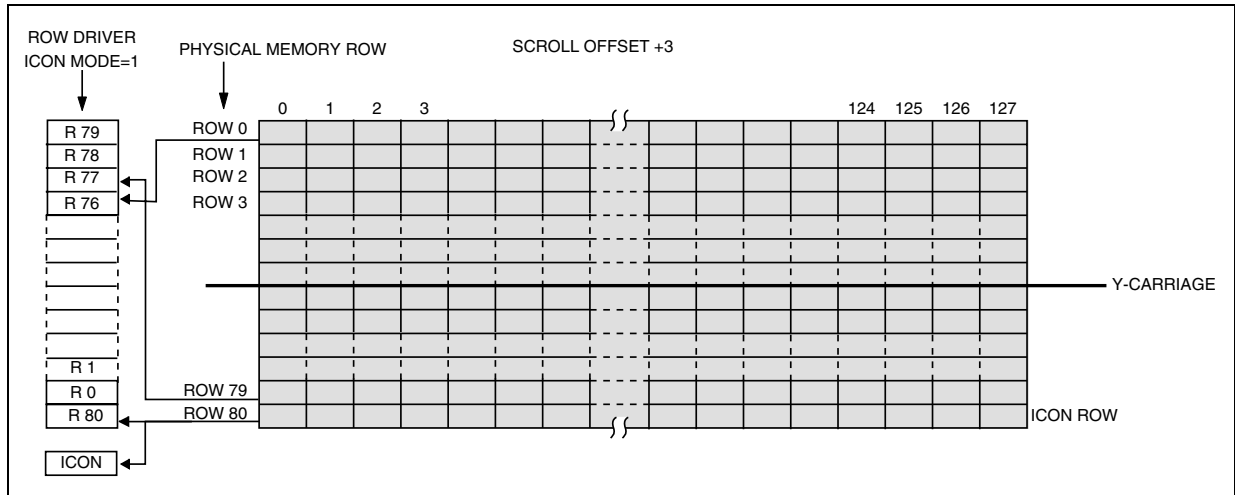 ROW DRIVER
ICON MODE=1
PHYSICAL MEMORY ROW
SCROLL OFFSET +3
0 1 2 3 124 125 126 127
R 79 ROW 0
R 78 ROW 1
R 77 ROW 2
R 76 ROW 3
Y-CARRIAGE
R 1
R 0 ROW 79
R 80 ROW 80 ICON ROW
ICON